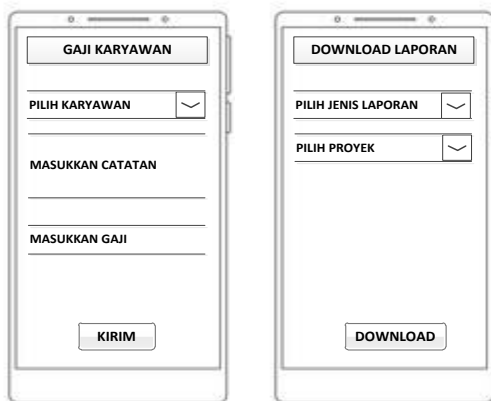 GAJI KARYAWAN
PILIH KARYAWAN
MASUKKAN CATATAN
MASUKKAN GAJI
KIRIM
DOWNLOAD LAPORAN
PILIH JENIS LAPORAN
PILIH PROYEK
DOWNLOAD